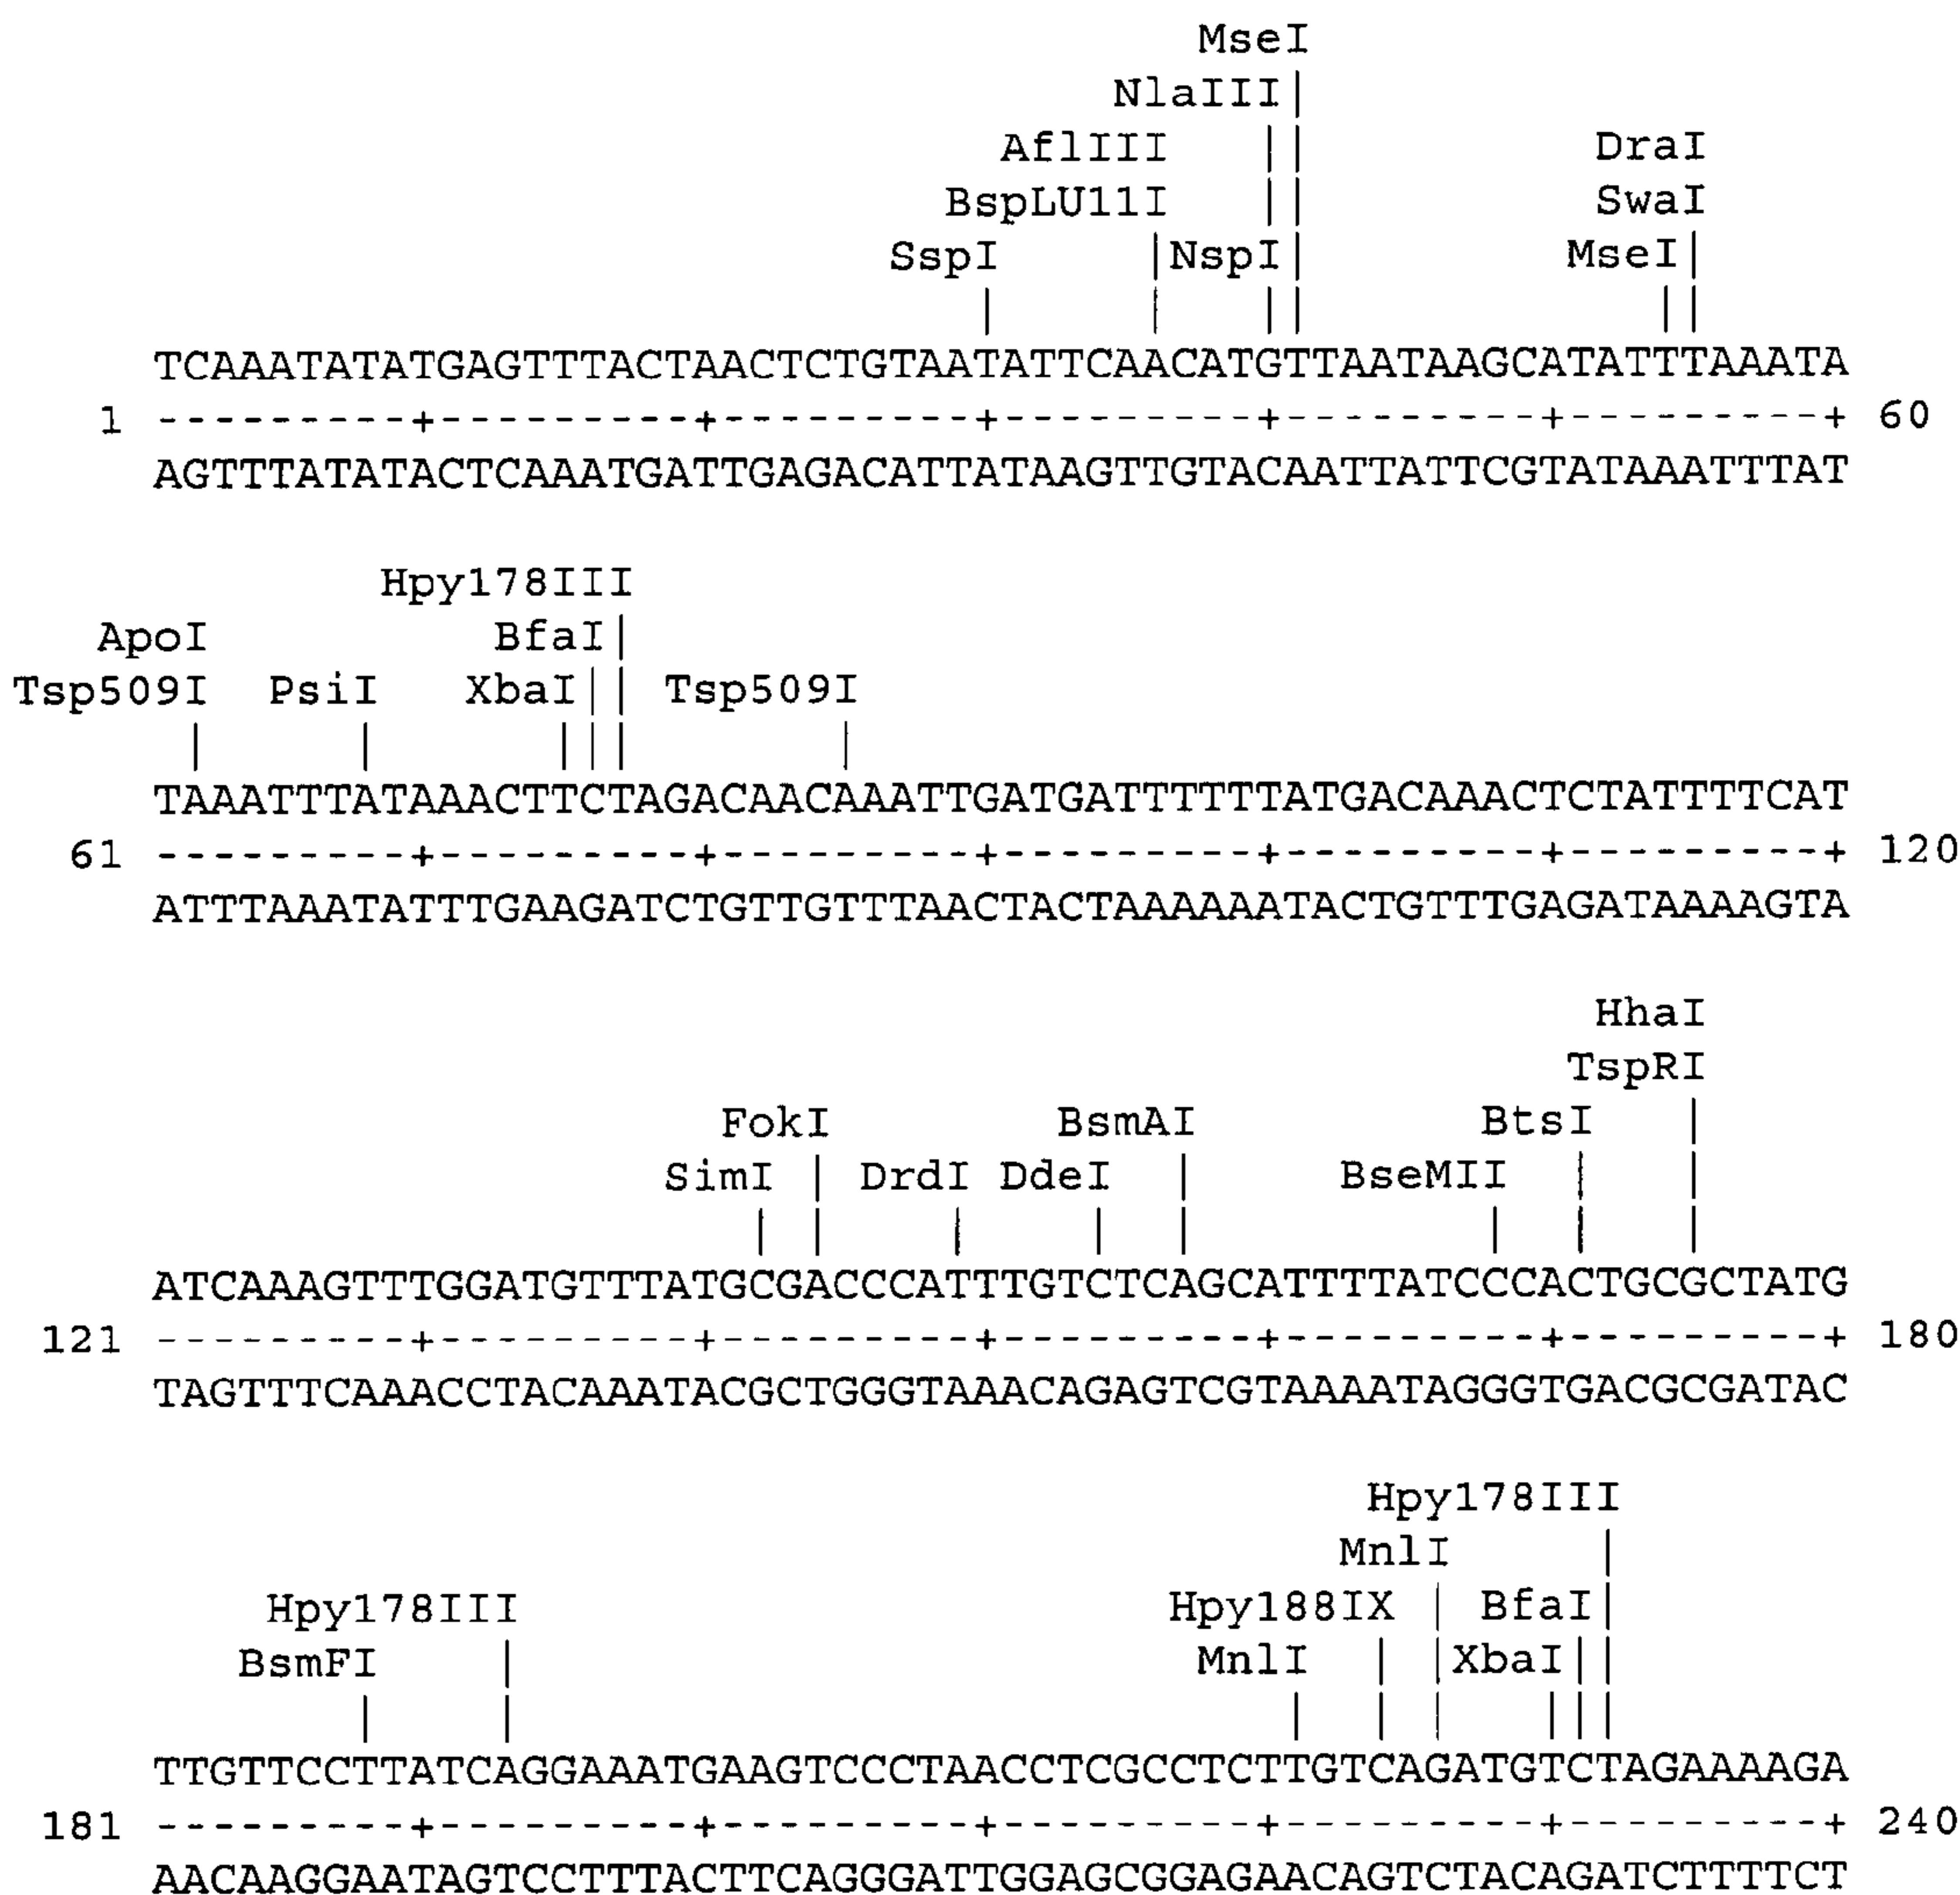 MseI
NlaIII
AflIII DraI
BspLU11I SwaI
SspI NspI MseI
TCAAATATATGAGTTTACTAACTCTGTAATATTCAACATGTTAATAAGCATATTTAAATA
1 ---------+---------+---------+---------+---------+---------+ 60
AGTTTATATACTCAAATGATTGAGACATTATAAGTTGTACAATTATTCGTATAAATTTAT
Hpy178III
ApoI BfaI
Tsp509I PsiI XbaI Tsp509I
TAAATTTATAAACTTCTAGACAACAAATTGATGATTTTTTTATGACAAACTCTATTTTCAT
61 ---------+---------+---------+---------+---------+---------+ 120
ATTTAAATATTTGAAGATCTGTTGTTTAACTACTAAAAAAATACTGTTTGAGATAAAAGTA
HhaI
TspRI
FokI BsmAI BtsI
SimI DrdI DdeI BseMII
ATCAAAGTTTGGATGTTTATGCGACCCATTTGTCTCAGCATTTTATCCCACTGCGCTATG
121 ---------+---------+---------+---------+---------+---------+ 180
TAGTTTCAAACCTACAAATACGCTGGGTAAACAGAGTCGTAAAATAGGGTGACGCGATAC
Hpy178III
MnlI
Hpy178III Hpy188IX BfaI
BsmFI MnlI XbaI
TTGTTCCTTATCAGGAAATGAAGTCCCTAACCTCGCCTCTTGTCAGATGTCTAGAAAAGA
181 ---------+---------+---------+---------+---------+---------+ 240
AACAAGGAATAGTCCTTTACTTCAGGGATTGGAGCGGAGAACAGTCTACAGATCTTTTCT